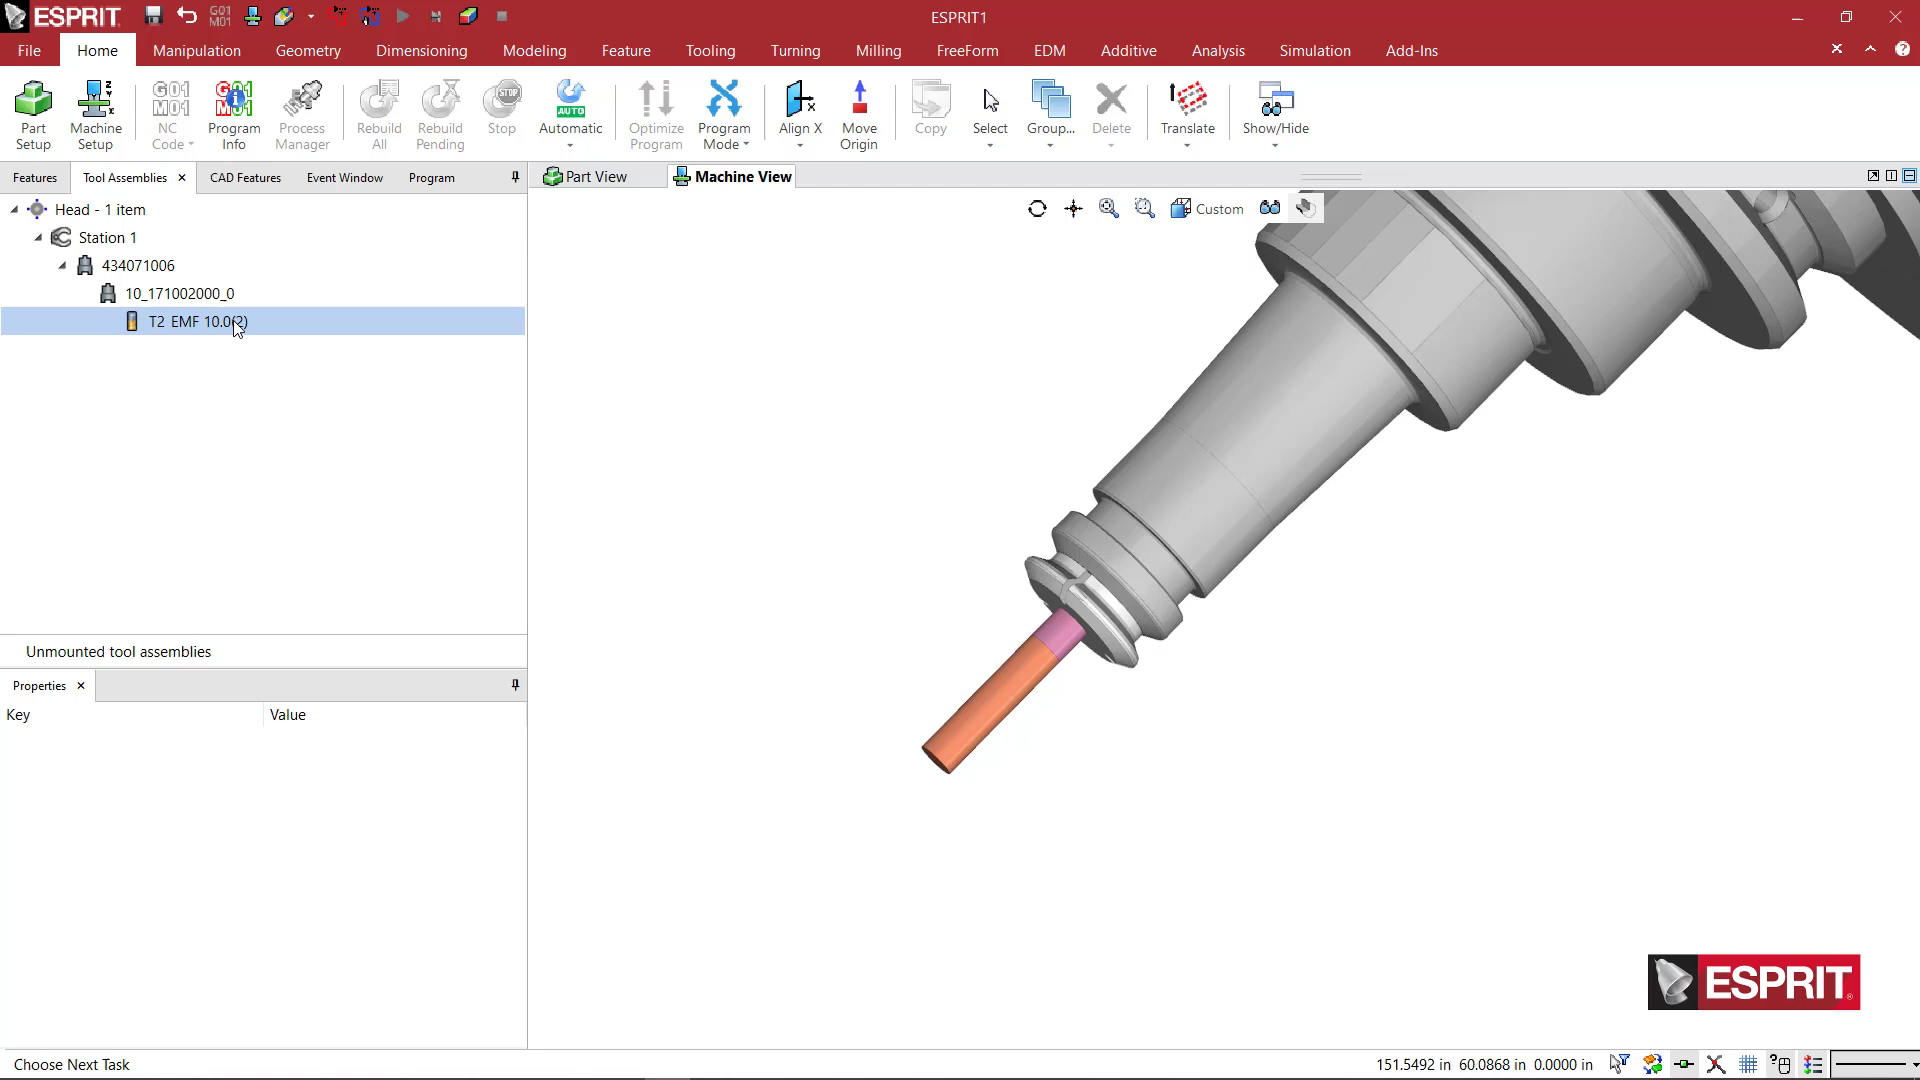 ESPRIT
G01
M01
ESPRIT1
File Home Manipulation Geometry Dimensioning Modeling Feature Tooling Turning Milling FreeForm EDM Additive Analysis Simulation Add-Ins
Part Setup
Machine Setup
NC Code
Program Info
Process Manager
Rebuild All
Rebuild Pending
STOP
Stop
AUTO
Automatic
Optimize Program
Program Mode
Align X
Move Origin
Copy
Select
Group...
Delete
Translate
Show/Hide
Features Tool Assemblies CAD Features Event Window Program
Part View Machine View
Custom
Head - 1 item
Station 1
434071006
10_171002000_0
T2 EMF 10.0(2)
Unmounted tool assemblies
Properties
Key Value
ESPRIT
Choose Next Task
151.5492 in 60.0868 in 0.0000 in